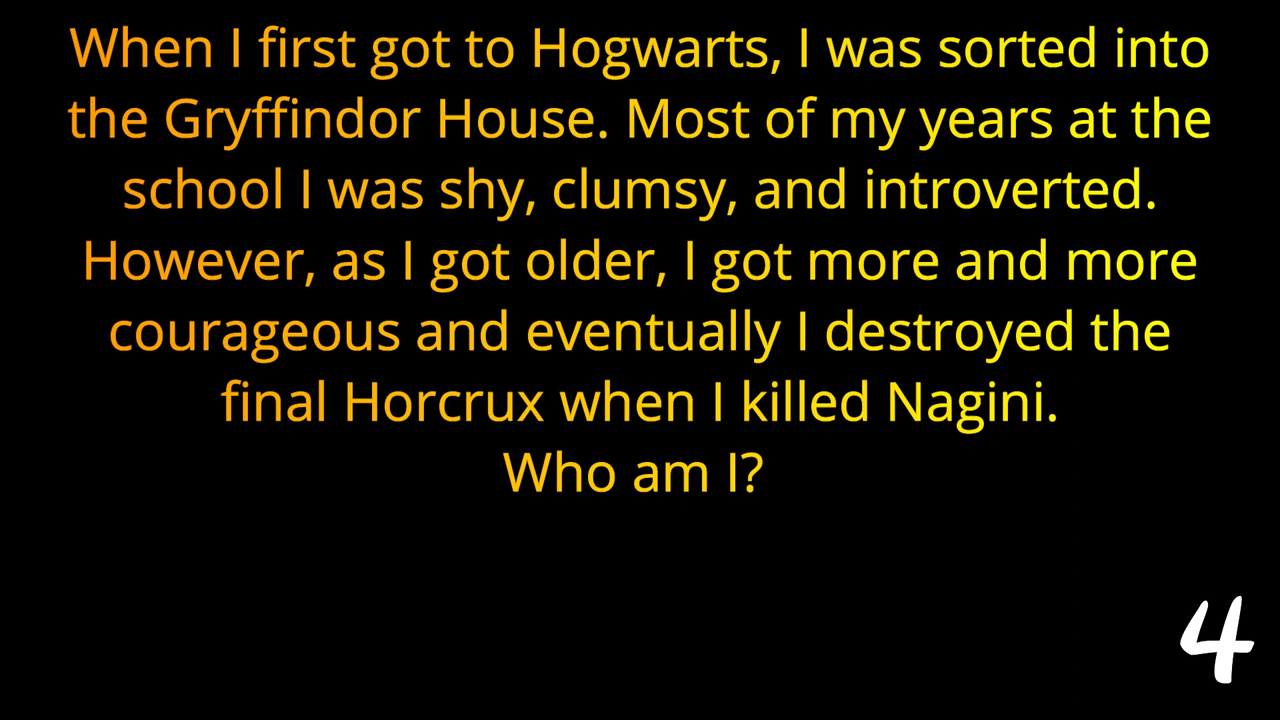 When I first got to Hogwarts, I was sorted into
the Gryffindor House. Most of my years at the
school I was shy, clumsy, and introverted.
However, as I got older, I got more and more
courageous and eventually I destroyed the
final Horcrux when I killed Nagini.
Who am I?
4